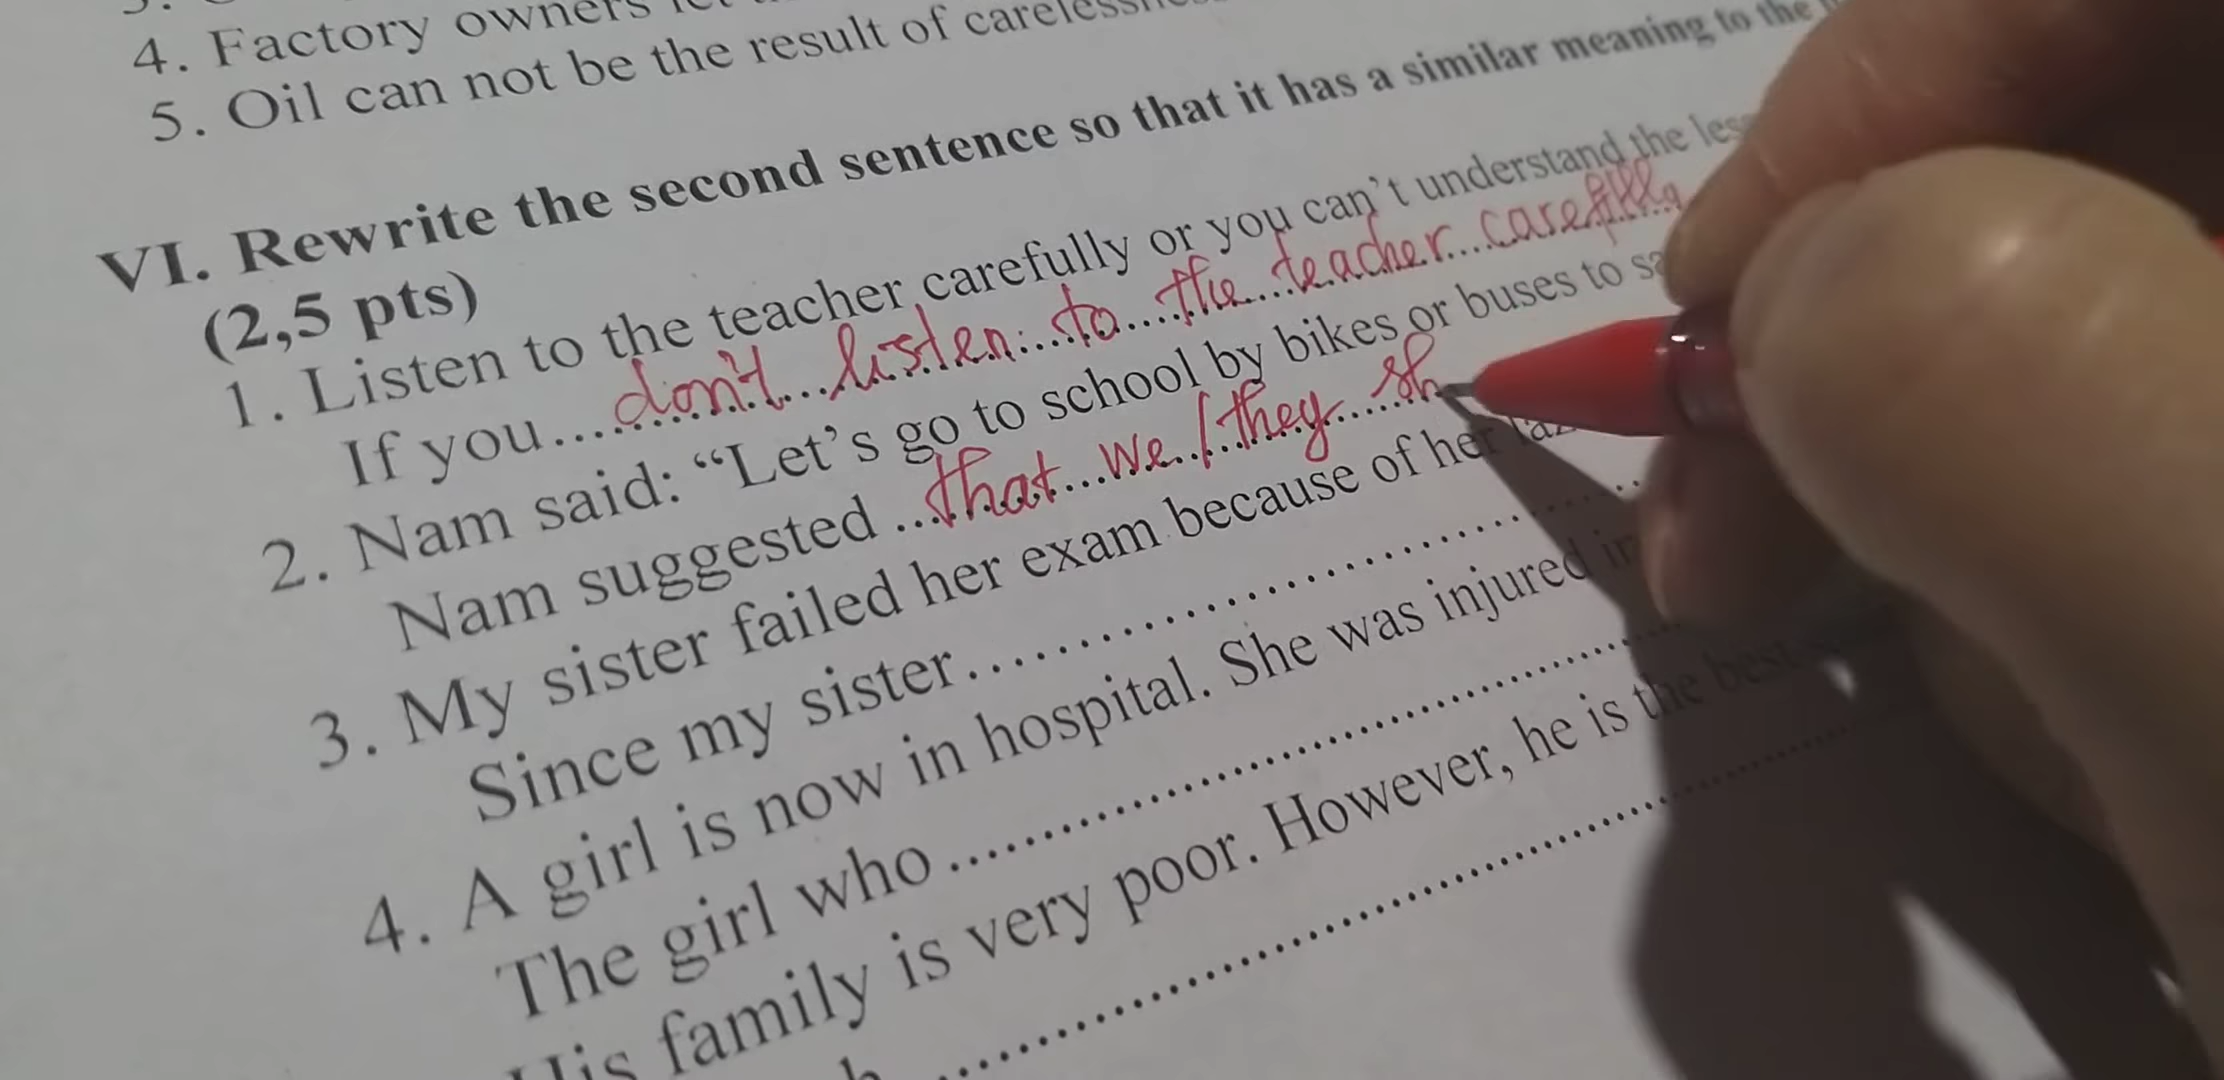 4. Factory owners
5. Oil can not be the result of
VI. Rewrite the second sentence so that it has a similar meaning to the
(2,5 pts)
1. Listen to the teacher carefully or you can't understand the
If you don't listen to the teacher carefully
2. Nam said: “Let’s go to school by bikes or buses to
Nam suggested that we / they sh
3. My sister failed her exam because of her
Since my sister
4. A girl is now in hospital. She was injured in
The girl who
His family is very poor. However, he is the best